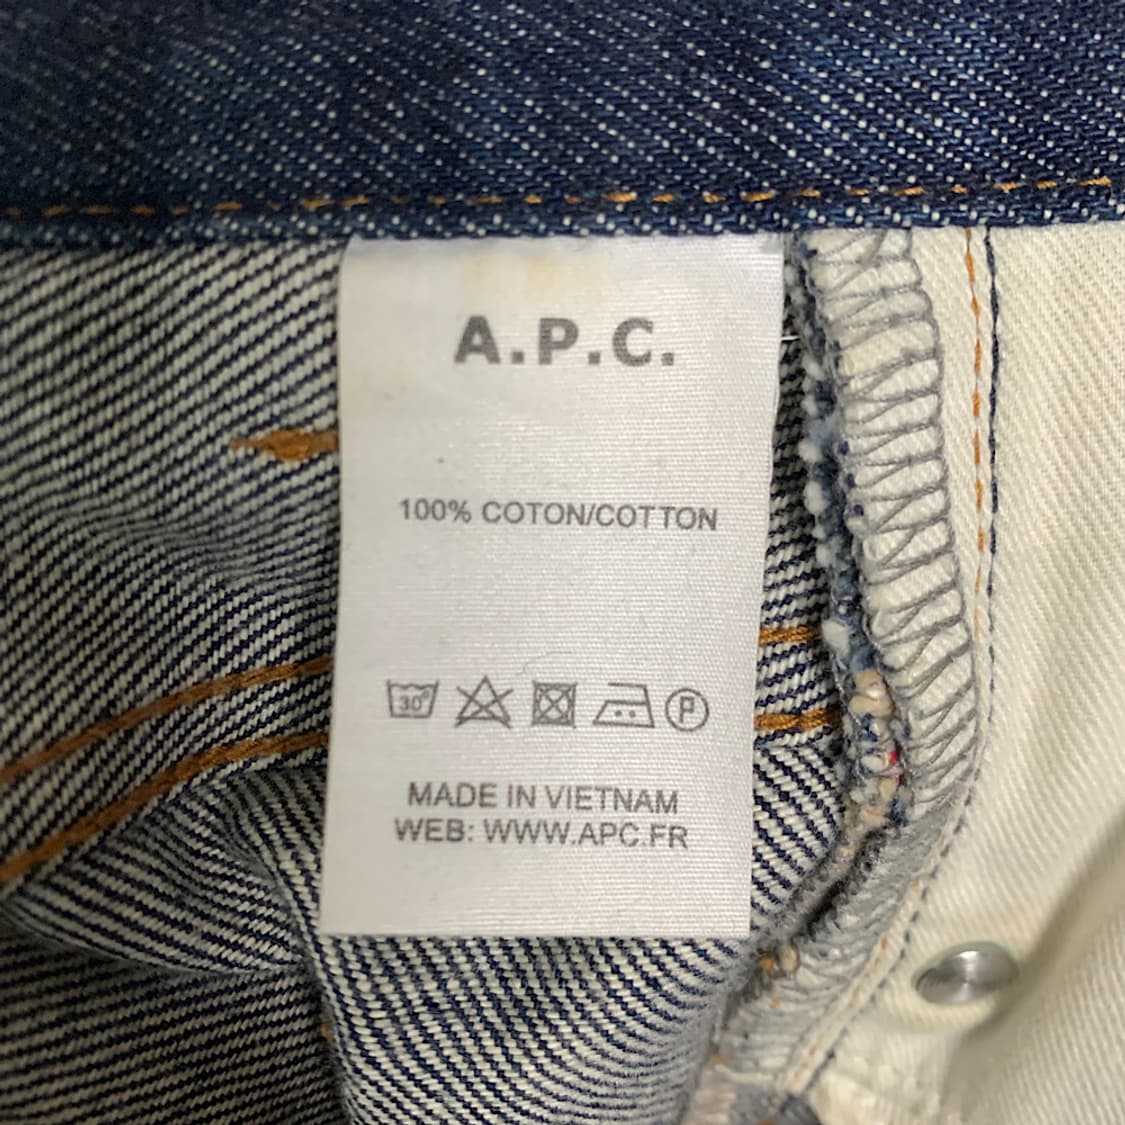 A.P.C.
100% COTON/COTTON
30° P
MADE IN VIETNAM
WEB: WWW.APC.FR